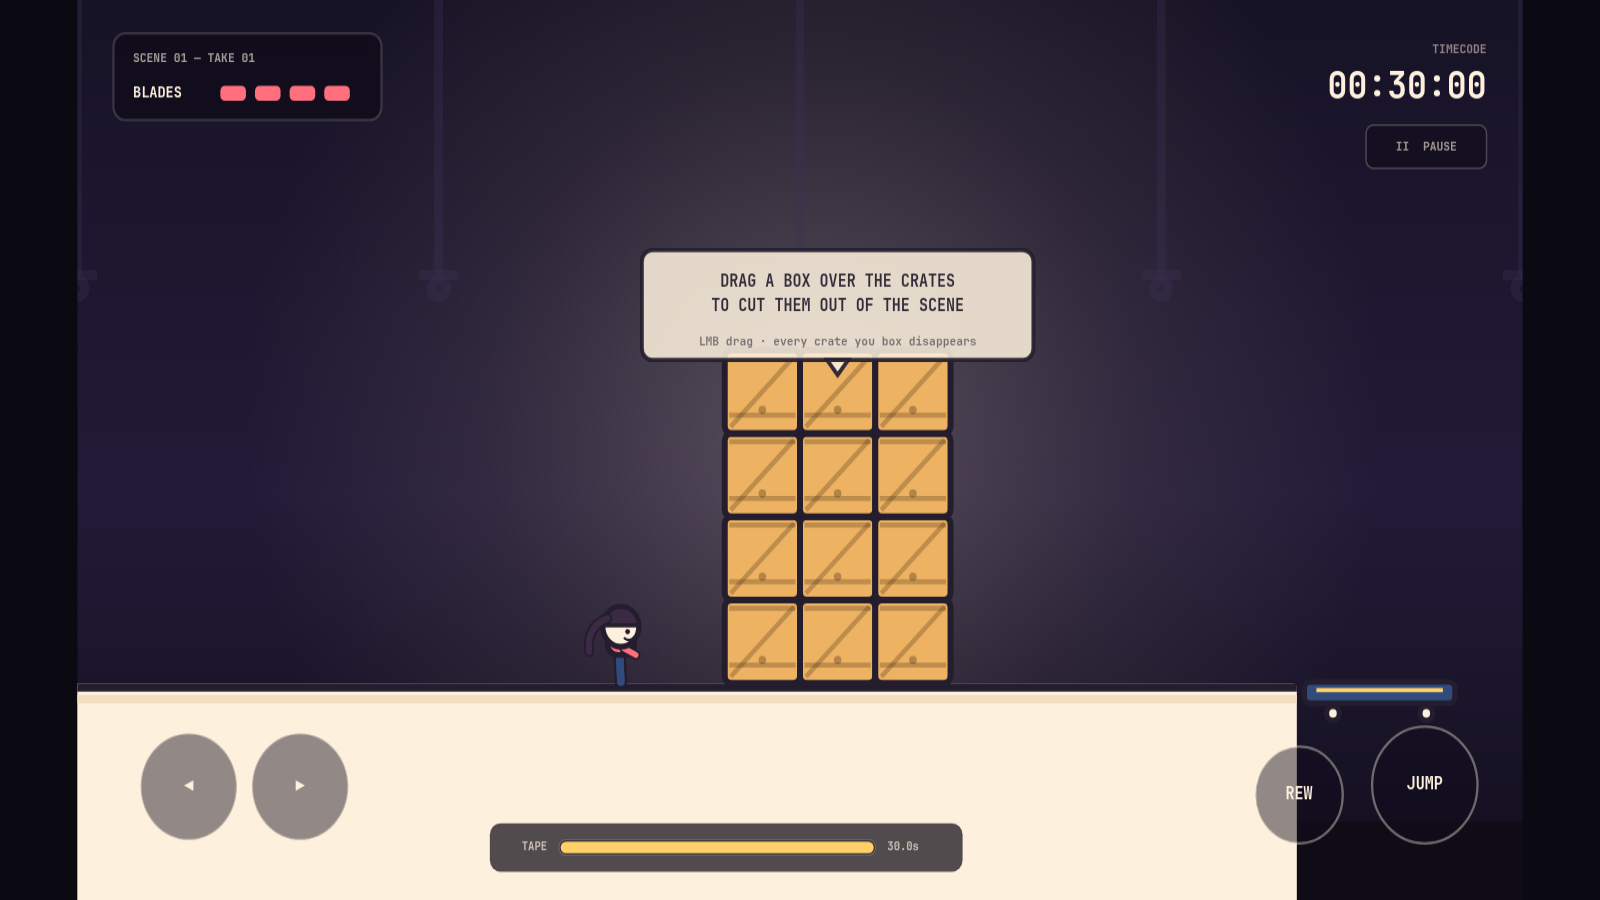 SCENE 01 — TAKE 01
BLADES
TIMECODE
00:30:00
II PAUSE
DRAG A BOX OVER THE CRATES
TO CUT THEM OUT OF THE SCENE
LMB drag · every crate you box disappears
◄ ►
REW
JUMP
TAPE 30.0s